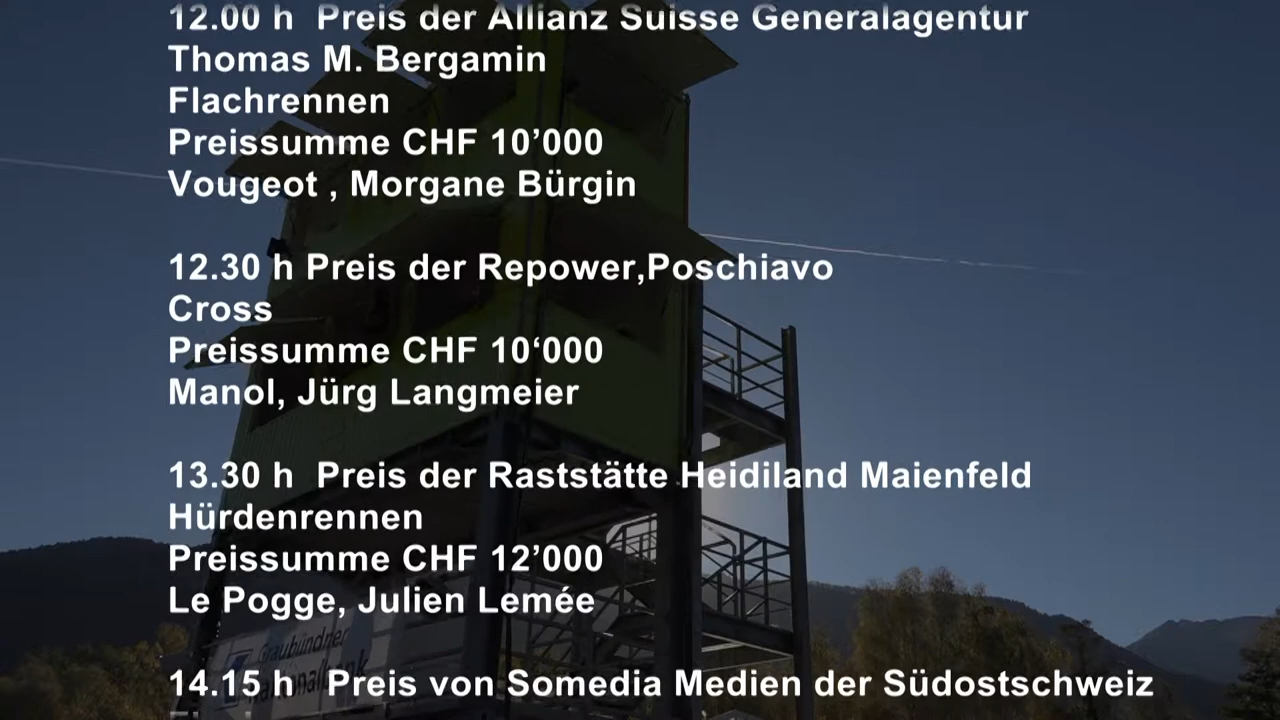 12.00 h Preis der Allianz Suisse Generalagentur
Thomas M. Bergamin
Flachrennen
Preissumme CHF 10’000
Vougeot , Morgane Bürgin
12.30 h Preis der Repower,Poschiavo
Cross
Preissumme CHF 10‘000
Manol, Jürg Langmeier
13.30 h Preis der Raststätte Heidiland Maienfeld
Hürdenrennen
Preissumme CHF 12’000
Le Pogge, Julien Lemée
Graubündner
14.15 h Preis von Somedia Medien der Südostschweiz